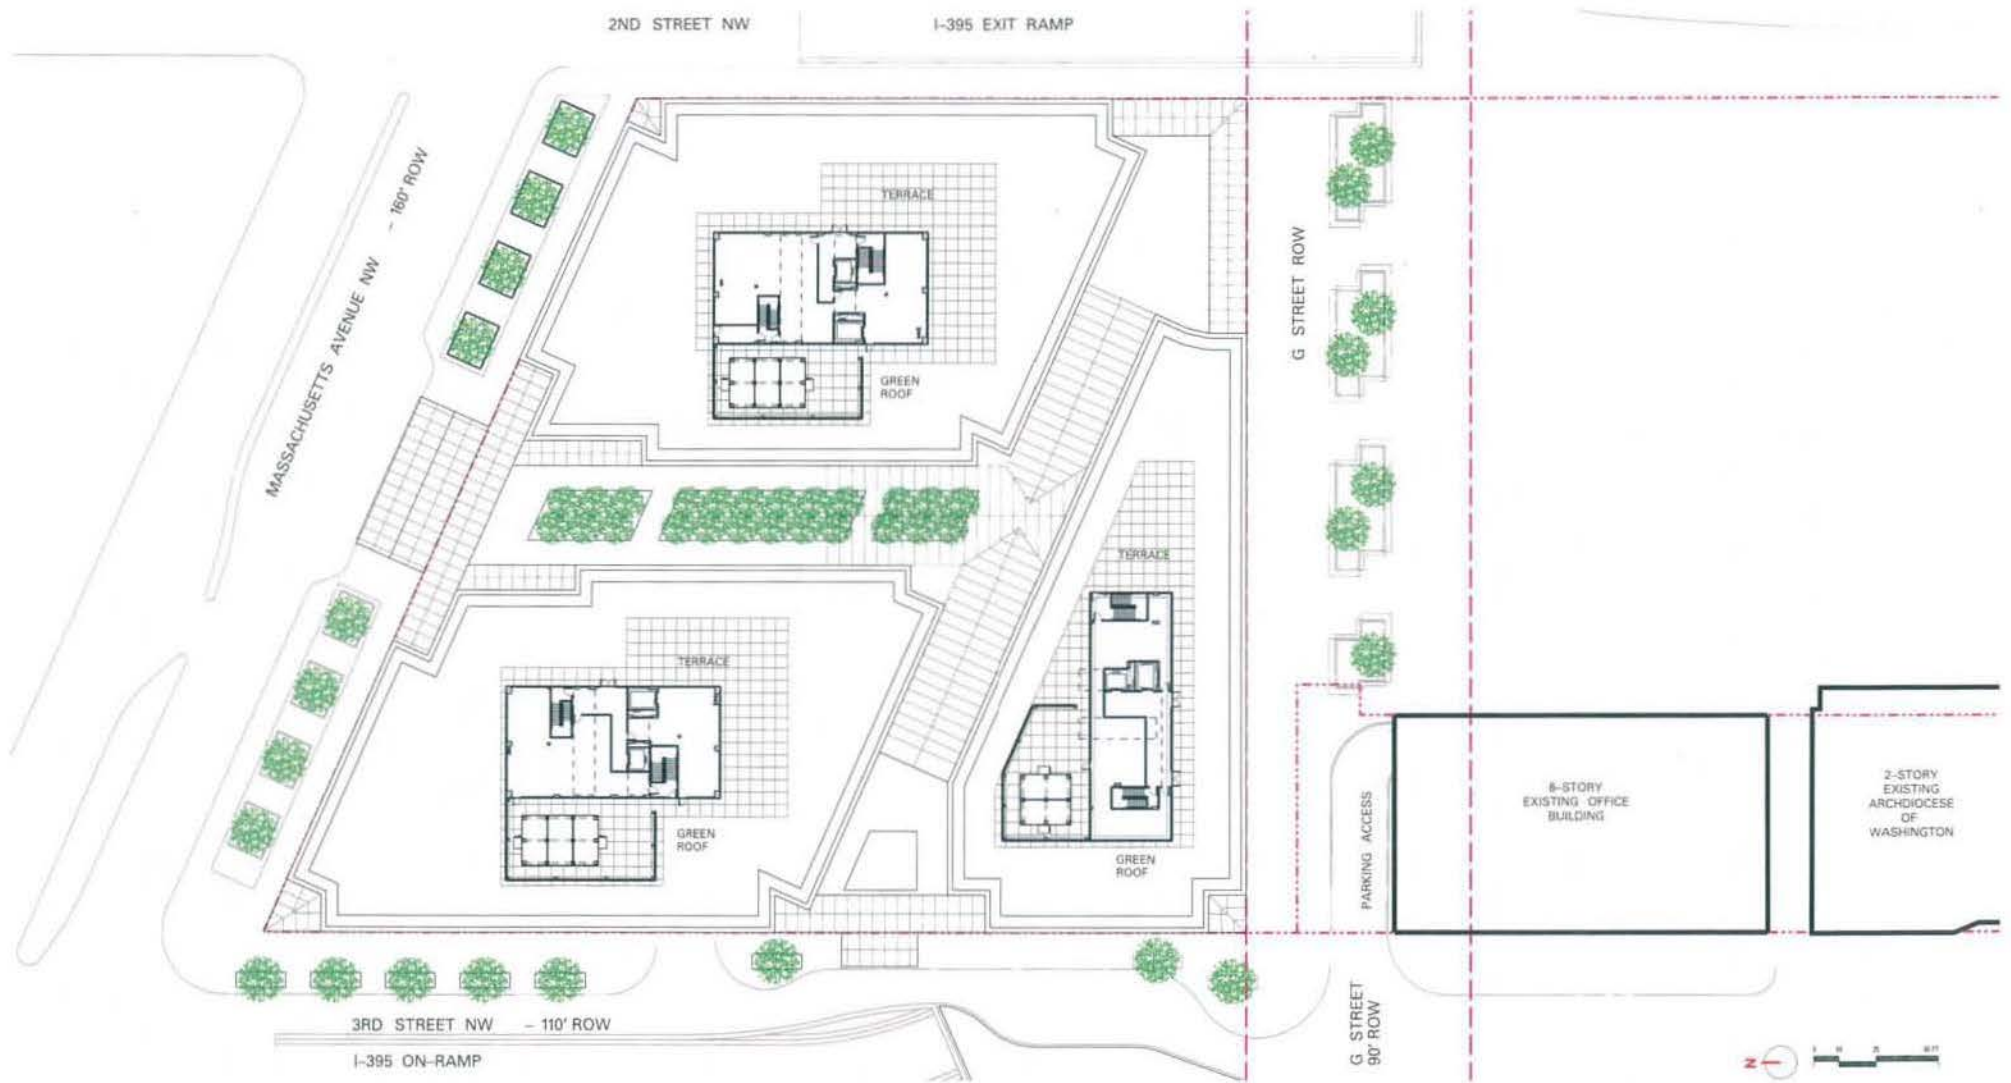 2ND STREET NW
I-395 EXIT RAMP
MASSACHUSETTS AVENUE NW - 160' ROW
TERRACE
G STREET ROW
GREEN
ROOF
TERRACE
TERRACE
GREEN
ROOF
GREEN
ROOF
PARKING ACCESS
8-STORY
EXISTING OFFICE
BUILDING
2-STORY
EXISTING
ARCHDIOCESE
OF
WASHINGTON
3RD STREET NW - 110' ROW
I-395 ON-RAMP
G STREET
90' ROW
N